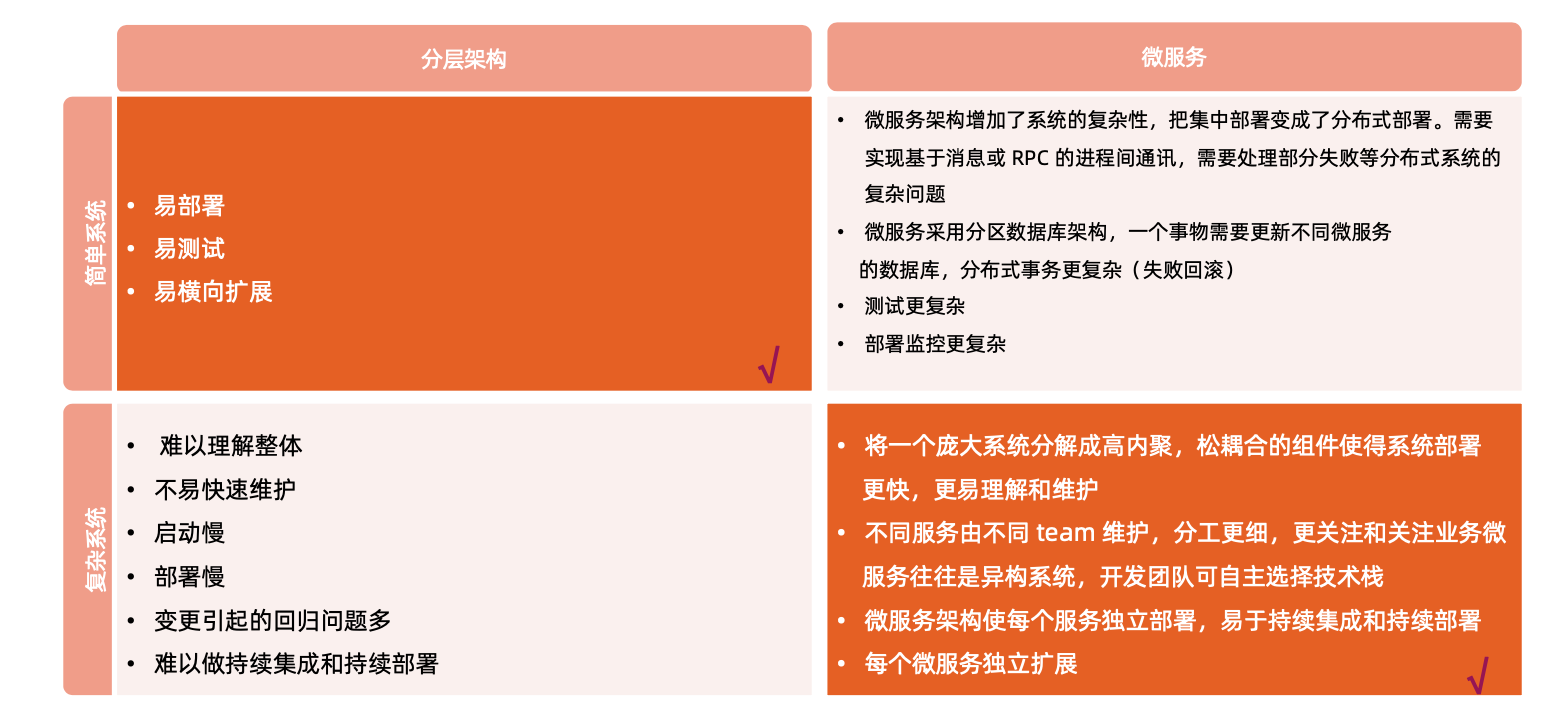 分层架构
微服务
简单系统
• 易部署
• 易测试
• 易横向扩展
√
• 微服务架构增加了系统的复杂性，把集中部署变成了分布式部署。需要
实现基于消息或 RPC 的进程间通讯，需要处理部分失败等分布式系统的
复杂问题
• 微服务采用分区数据库架构，一个事物需要更新不同微服务
的数据库，分布式事务更复杂（失败回滚）
• 测试更复杂
• 部署监控更复杂
复杂系统
• 难以理解整体
• 不易快速维护
• 启动慢
• 部署慢
• 变更引起的回归问题多
• 难以做持续集成和持续部署
• 将一个庞大系统分解成高内聚，松耦合的组件使得系统部署
更快，更易理解和维护
• 不同服务由不同 team 维护，分工更细，更关注和关注业务微
服务往往是异构系统，开发团队可自主选择技术栈
• 微服务架构使每个服务独立部署，易于持续集成和持续部署
• 每个微服务独立扩展
√